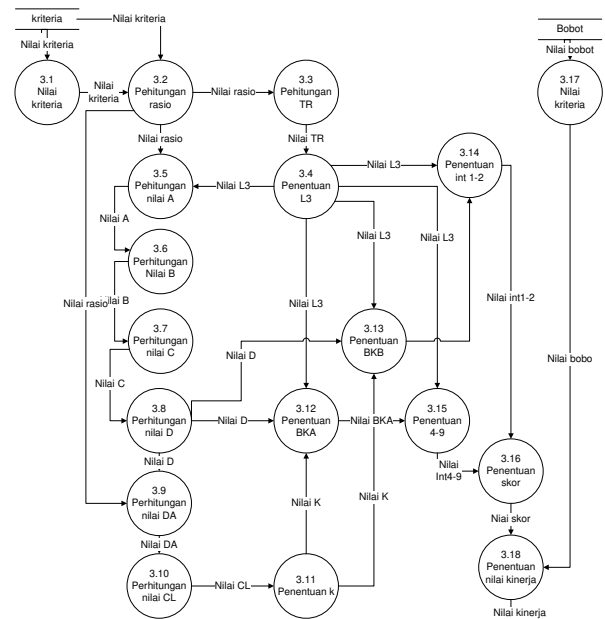 kriteria
Nilai kriteria
Bobot
Nilai kriteria
Nilai bobot
3.1
Nilai
kriteria
Nilai
kriteria
3.2
Pehitungan
rasio
Nilai rasio
3.3
Pehitungan
TR
3.17
Nilai
kriteria
Nilai rasio
Nilai TR
3.5
Pehitungan
nilai A
Nilai L3
3.4
Penentuan
L3
Nilai L3
3.14
Penentuan
int 1-2
Nilai A
Nilai L3
Nilai L3
3.6
Perhitungan
Nilai B
Nilai rasio
ilai B
Nilai L3
Nilai int1-2
3.7
Perhitungan
nilai C
3.13
Penentuan
BKB
Nilai D
Nilai bobo
Nilai C
3.8
Perhitungan
nilai D
Nilai D
3.12
Penentuan
BKA
Nilai BKA
3.15
Penentuan
4-9
Nilai D
Nilai
Int4-9
3.16
Penentuan
skor
3.9
Perhitungan
nilai DA
Nilai K
Nilai K
Niai skor
Nilai DA
3.10
Perhitungan
nilai CL
Nilai CL
3.11
Penentuan k
3.18
Penentuan
nilai kinerja
Nilai kinerja